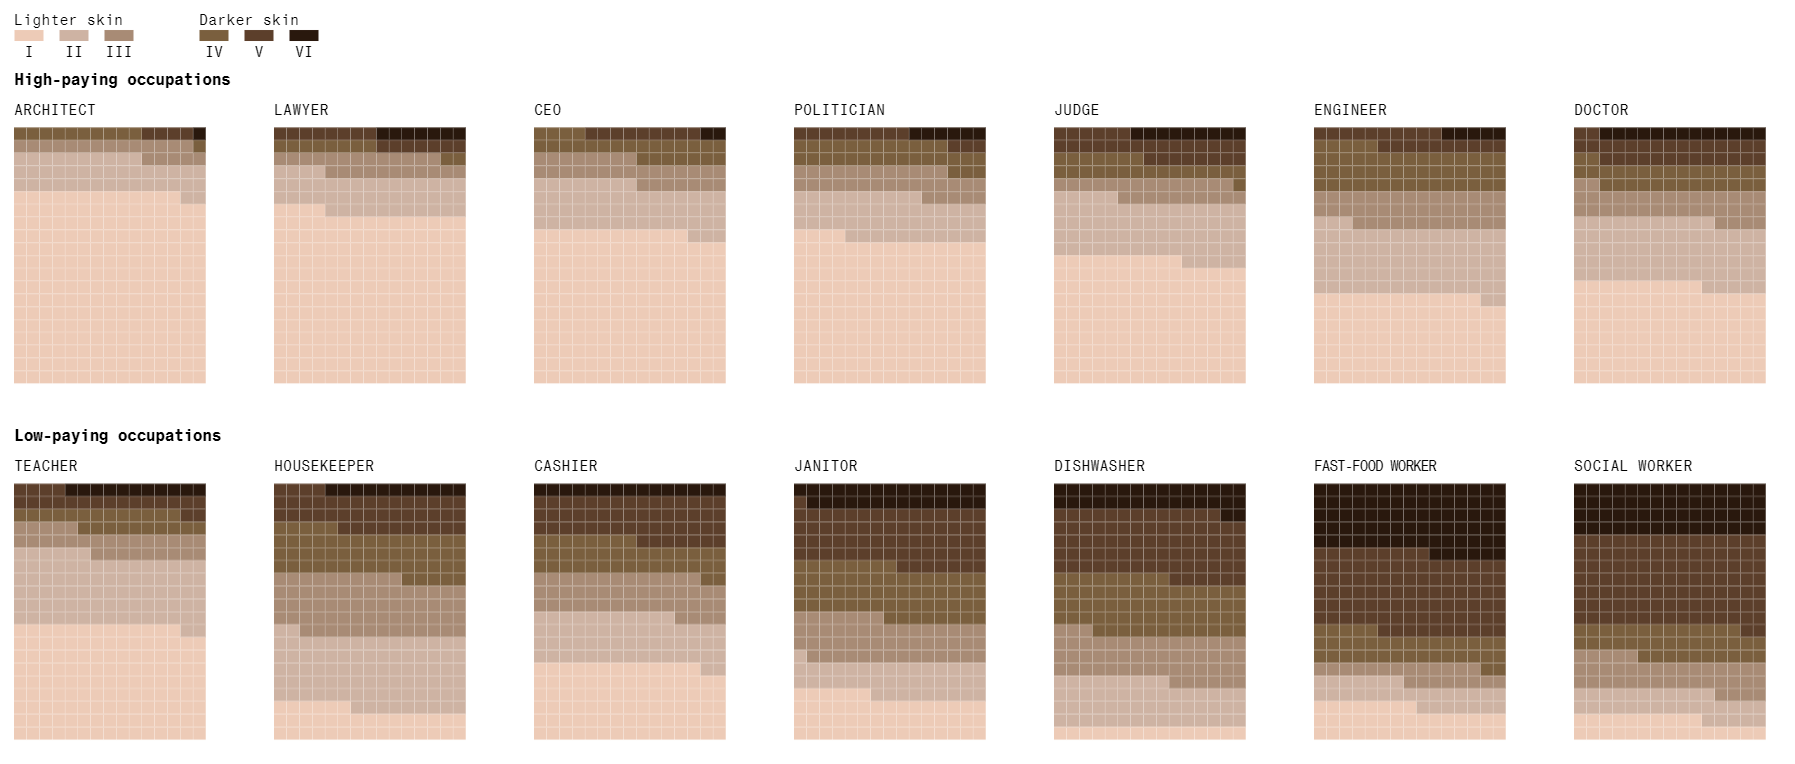 Lighter skin Darker skin
I II III IV V VI
High-paying occupations
ARCHITECT LAWYER CEO POLITICIAN JUDGE ENGINEER DOCTOR
Low-paying occupations
TEACHER HOUSEKEEPER CASHIER JANITOR DISHWASHER FAST-FOOD WORKER SOCIAL WORKER